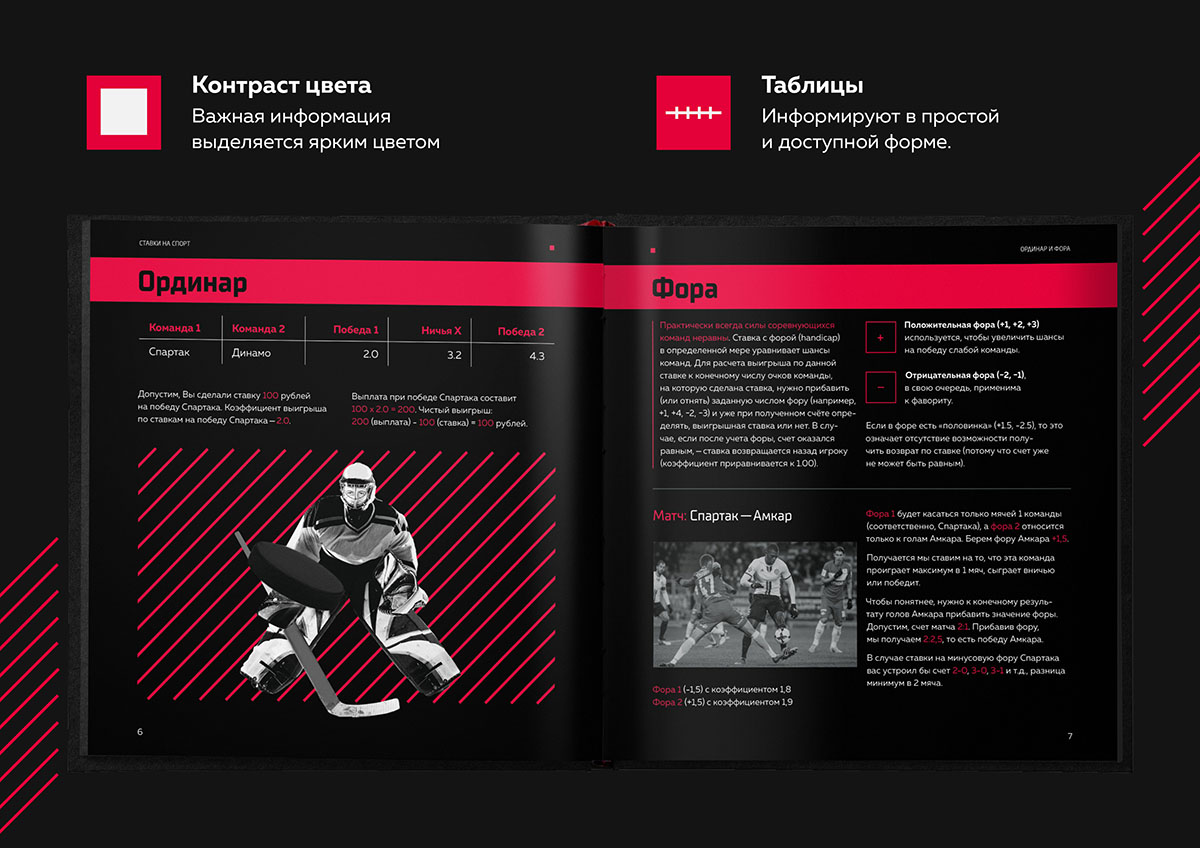 Контраст цвета
Важная информация
выделяется ярким цветом
Таблицы
Информируют в простой
и доступной форме.
СТАВКИ НА СПОРТ
Ординар
Команда 1 Команда 2 Победа 1 Ничья X Победа 2
Спартак Динамо 2.0 3.2 4.3
Допустим, Вы сделали ставку 100 рублей
на победу Спартака. Коэффициент выигрыша
по ставкам на победу Спартака – 2.0.
Выплата при победе Спартака составит
100 x 2.0 = 200. Чистый выигрыш:
200 (выплата) - 100 (ставка) = 100 рублей.
6
ОРДИНАР И ФОРА
Фора
Практически всегда силы соревнующихся
команд неравны. Ставка с форой (handicap)
в определенной мере уравнивает шансы
команд. Для расчета выигрыша по данной
ставке к конечному числу очков команды,
на которую сделана ставка, нужно прибавить
(или отнять) заданную числом фору (например,
+1, +4, -2, -3) и уже при полученном счёте опре-
делять, выигрышная ставка или нет. В слу-
чае, если после учета форы, счет оказался
равным, – ставка возвращается назад игроку
(коэффициент приравнивается к 1.00).
+
Положительная фора (+1, +2, +3)
используется, чтобы увеличить шансы
на победу слабой команды.
–
Отрицательная фора (-2, -1),
в свою очередь, применима
к фавориту.
Если в форе есть «половинка» (+1.5, -2.5), то это
означает отсутствие возможности полу-
чить возврат по ставке (потому что счет уже
не может быть равным).
Матч: Спартак — Амкар
11
Фора 1 (-1,5) с коэффициентом 1,8
Фора 2 (+1,5) с коэффициентом 1,9
Фора 1 будет касаться только мячей 1 команды
(соответственно, Спартака), а фора 2 относится
только к голам Амкара. Берем фору Амкара +1,5.
Получается мы ставим на то, что эта команда
проиграет максимум в 1 мяч, сыграет вничью
или победит.
Чтобы понятнее, нужно к конечному резуль-
тату голов Амкара прибавить значение форы.
Допустим, счет матча 2:1. Прибавив фору,
мы получаем 2:2,5, то есть победу Амкара.
В случае ставки на минусовую фору Спартака
вас устроил бы счет 2-0, 3-0, 3-1 и т.д., разница
минимум в 2 мяча.
7